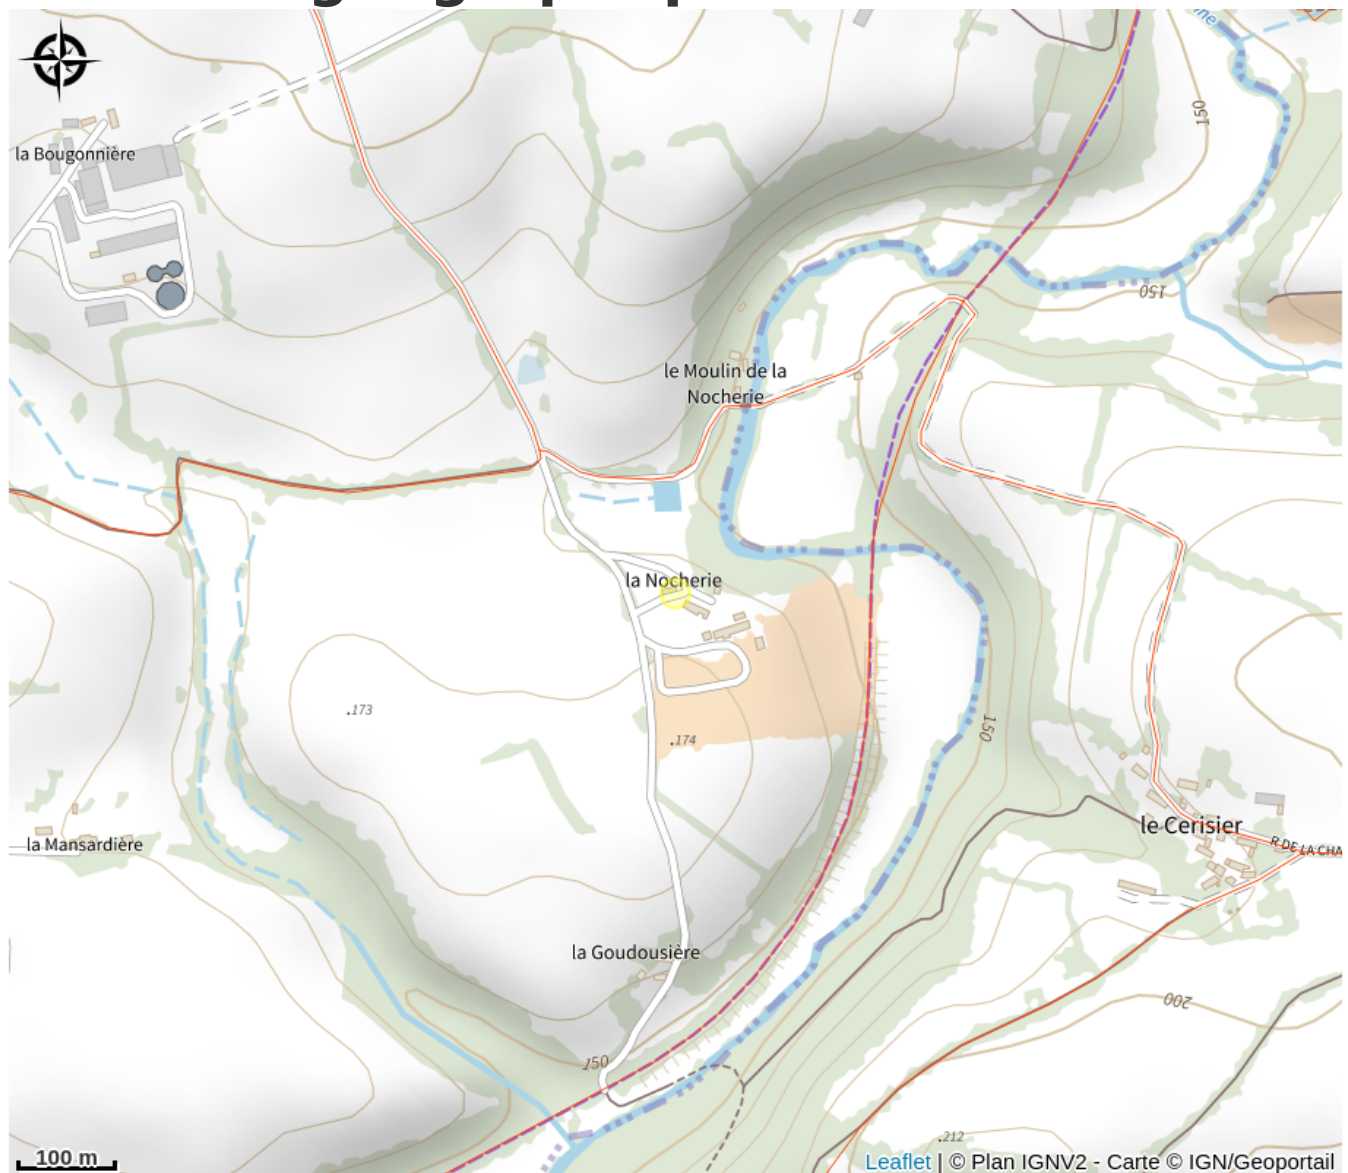 150
la Bougonnière
150
le Moulin de la
Nocherie
la Nocherie
.173
150
.174
le Cerisier
R DE LA CHA
la Mansardière
la Goudousière
200
150
.212
100 m
Leaflet | © Plan IGNV2 - Carte © IGN/Geoportail